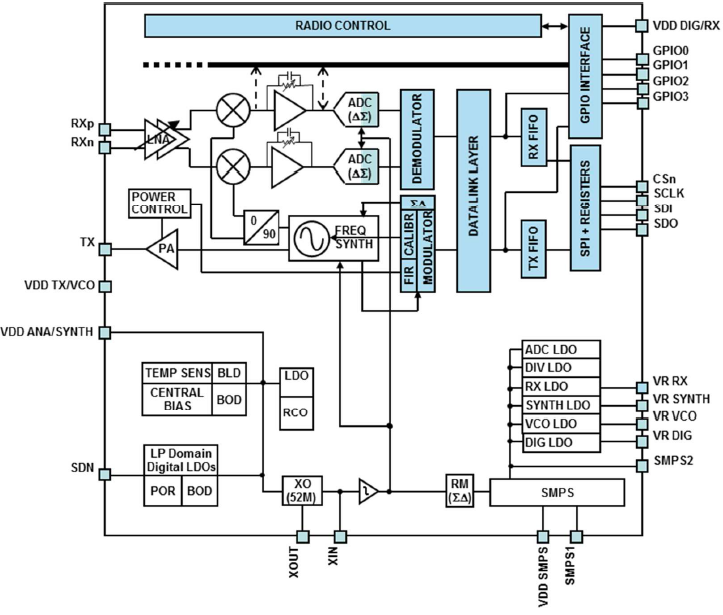 RADIO CONTROL
VDD DIG/RX
GPIO0
GPIO1
GPIO2
GPIO3
GPIO INTERFACE
RXp
RXn
LNA
ADC
(ΔΣ)
ADC
(ΔΣ)
DEMODULATOR
DATALINK LAYER
RX FIFO
TX FIFO
SPI + REGISTERS
CSn
SCLK
SDI
SDO
POWER
CONTROL
TX
PA
0
90
FREQ
SYNTH
ΣΔ
CALIBR
FIR
MODULATOR
VDD TX/VCO
VDD ANA/SYNTH
TEMP SENS
BLD
CENTRAL
BIAS
BOD
LDO
RCO
ADC LDO
DIV LDO
RX LDO
SYNTH LDO
VCO LDO
DIG LDO
VR RX
VR SYNTH
VR VCO
VR DIG
SMPS2
SDN
LP Domain
Digital LDOs
POR
BOD
XO
(52M)
RM
(ΣΔ)
SMPS
XOUT
XIN
VDD SMPS
SMPS1